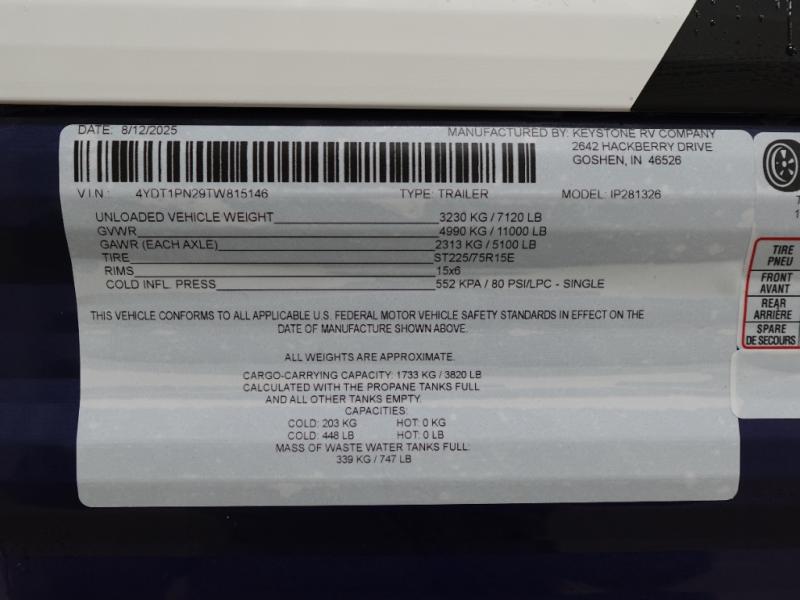 DATE: 8/12/2025
MANUFACTURED BY: KEYSTONE RV COMPANY
2642 HACKBERRY DRIVE
GOSHEN, IN 46526
VIN: 4YDT1PN29TW815146 TYPE: TRAILER MODEL: IP281326
UNLOADED VEHICLE WEIGHT 3230 KG / 7120 LB
GVWR 4990 KG / 11000 LB
GAWR (EACH AXLE) 2313 KG / 5100 LB
TIRE ST225/75R15E
RIMS 15x6
COLD INFL. PRESS 552 KPA / 80 PSI/LPC - SINGLE
THIS VEHICLE CONFORMS TO ALL APPLICABLE U.S. FEDERAL MOTOR VEHICLE SAFETY STANDARDS IN EFFECT ON THE
DATE OF MANUFACTURE SHOWN ABOVE.
ALL WEIGHTS ARE APPROXIMATE.
CARGO-CARRYING CAPACITY: 1733 KG / 3820 LB
CALCULATED WITH THE PROPANE TANKS FULL
AND ALL OTHER TANKS EMPTY.
CAPACITIES:
COLD: 203 KG HOT: 0 KG
COLD: 448 LB HOT: 0 LB
MASS OF WASTE WATER TANKS FULL:
339 KG / 747 LB
TIRE
PNEU
FRONT
AVANT
REAR
ARRIÈRE
SPARE
DE SECOURS